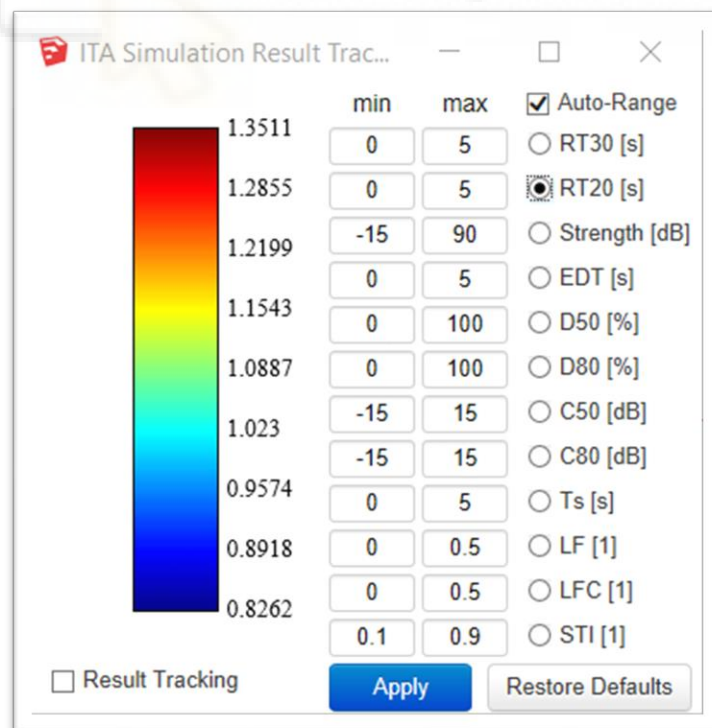 ITA Simulation Result Trac...
min max Auto-Range
1.3511
0 5 RT30 [s]
1.2855
0 5 RT20 [s]
1.2199
-15 90 Strength [dB]
0 5 EDT [s]
1.1543
0 100 D50 [%]
1.0887
0 100 D80 [%]
1.023
-15 15 C50 [dB]
-15 15 C80 [dB]
0.9574
0 5 Ts [s]
0.8918
0 0.5 LF [1]
0 0.5 LFC [1]
0.8262
0.1 0.9 STI [1]
Result Tracking Apply Restore Defaults